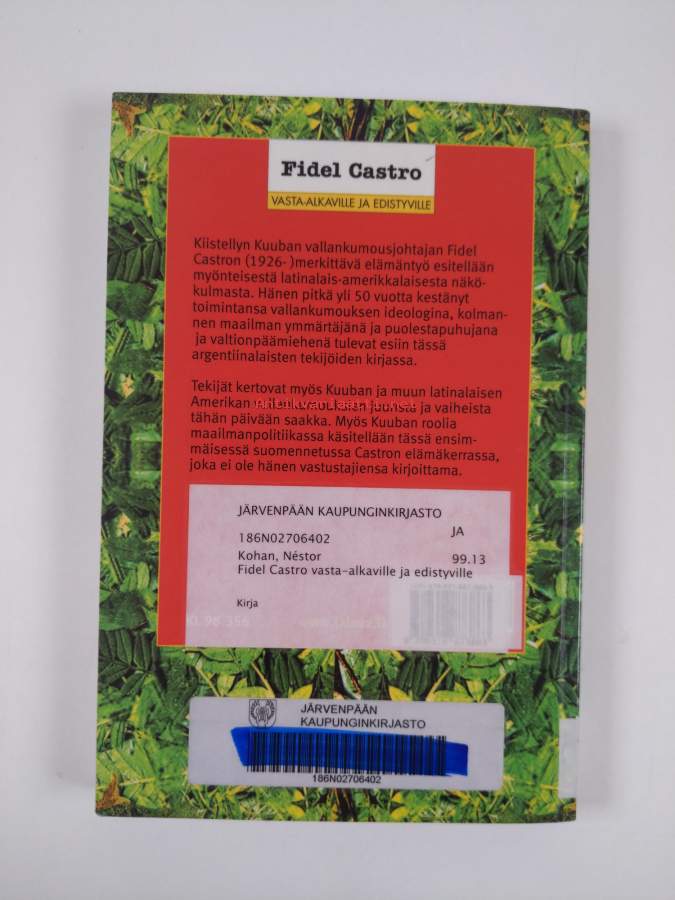 Fidel Castro
VASTA-ALKAVILLE JA EDISTYVILLE
Kiistellyn Kuuban vallankumousjohtajan Fidel
Castron (1926- )merkittävä elämäntyö esitellään
myönteisestä latinalais-amerikkalaisesta näkö-
kulmasta. Hänen pitkä yli 50 vuotta kestänyt
toimintansa vallankumouksen ideologina, kolman-
nen maailman ymmärtäjänä ja puolestapuhujana
ja valtionpäämiehenä tulevat esiin tässä
argentiinalaisten tekijöiden kirjassa.
Tekijät kertovat myös Kuuban ja muun latinalaisen
Amerikan ja vaiheista
tähän päivään saakka. Myös Kuuban roolia
maailmanpolitiikassa käsitellään tässä ensim-
mäisessä suomennetussa Castron elämäkerrassa,
joka ei ole hänen vastustajiensa kirjoittama.
JÄRVENPÄÄN KAUPUNGINKIRJASTO
186N02706402 JA
Kohan, Néstor 99.13
Fidel Castro vasta-alkaville ja edistyville
Kirja
JÄRVENPÄÄN
KAUPUNGINKIRJASTO
186N02706402